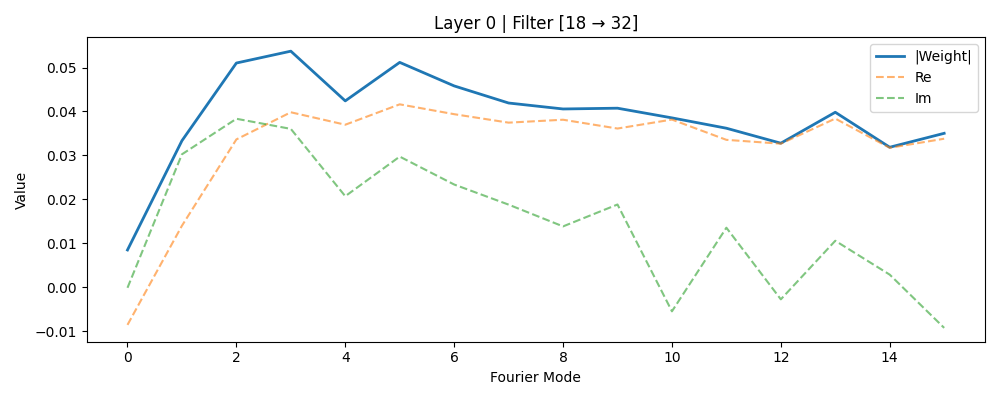 Layer 0 | Filter [18 → 32]
|Weight|
Re
Im
Value
0.05
0.04
0.03
0.02
0.01
0.00
−0.01
0 2 4 6 8 10 12 14
Fourier Mode